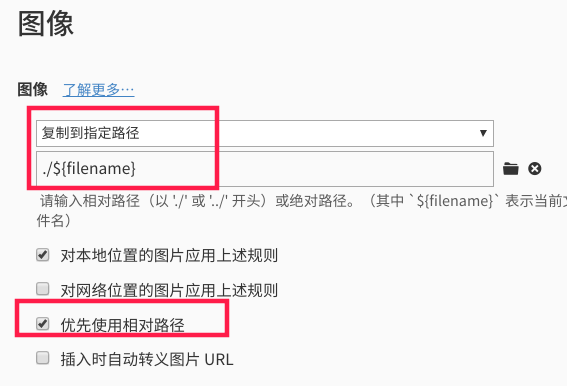 图像
图像 了解更多…
复制到指定路径
./${filename}
请输入相对路径（以 './' 或 '../' 开头）或绝对路径。（其中 `${filename}` 表示当前文
件名）
对本地位置的图片应用上述规则
对网络位置的图片应用上述规则
优先使用相对路径
插入时自动转义图片 URL